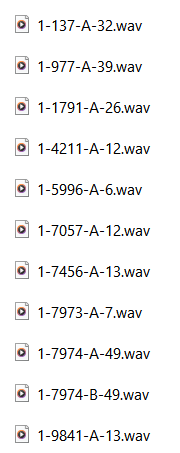 1-137-A-32.wav
1-977-A-39.wav
1-1791-A-26.wav
1-4211-A-12.wav
1-5996-A-6.wav
1-7057-A-12.wav
1-7456-A-13.wav
1-7973-A-7.wav
1-7974-A-49.wav
1-7974-B-49.wav
1-9841-A-13.wav